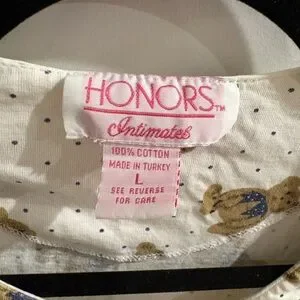 HONORS™
Intimates
100% COTTON
MADE IN TURKEY
L
SEE REVERSE
FOR CARE